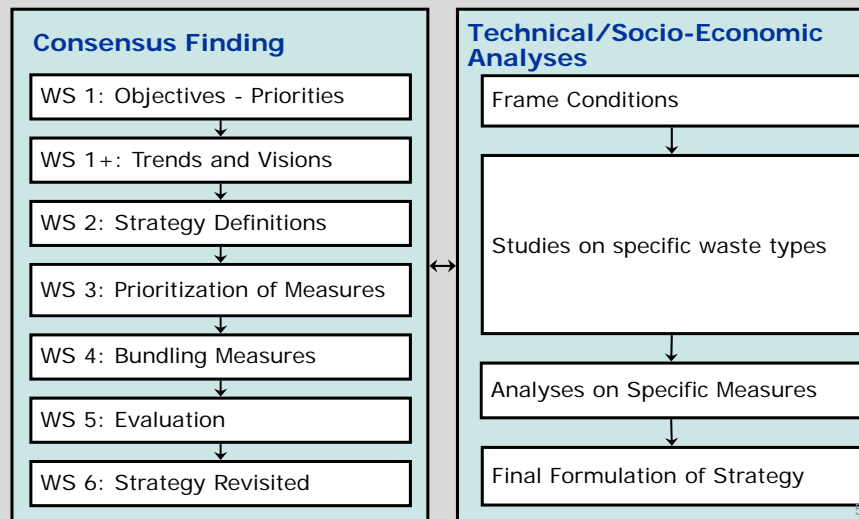 Consensus Finding
WS 1: Objectives - Priorities
WS 1+: Trends and Visions
WS 2: Strategy Definitions
WS 3: Prioritization of Measures
WS 4: Bundling Measures
WS 5: Evaluation
WS 6: Strategy Revisited
Technical/Socio-Economic
Analyses
Frame Conditions
Studies on specific waste types
Analyses on Specific Measures
Final Formulation of Strategy